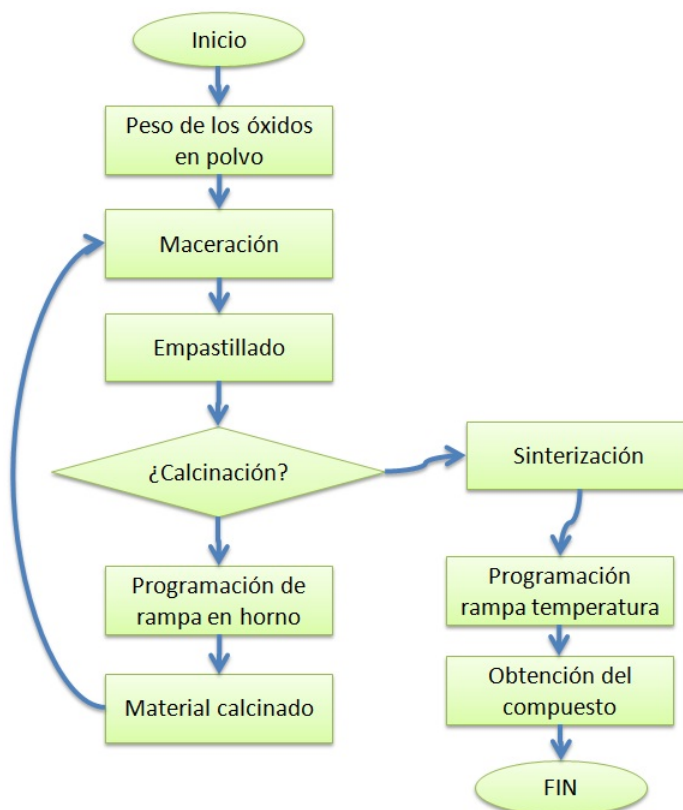 Inicio
Peso de los óxidos
en polvo
Maceración
Empastillado
¿Calcinación?
Programación de
rampa en horno
Material calcinado
Sinterización
Programación
rampa temperatura
Obtención del
compuesto
FIN